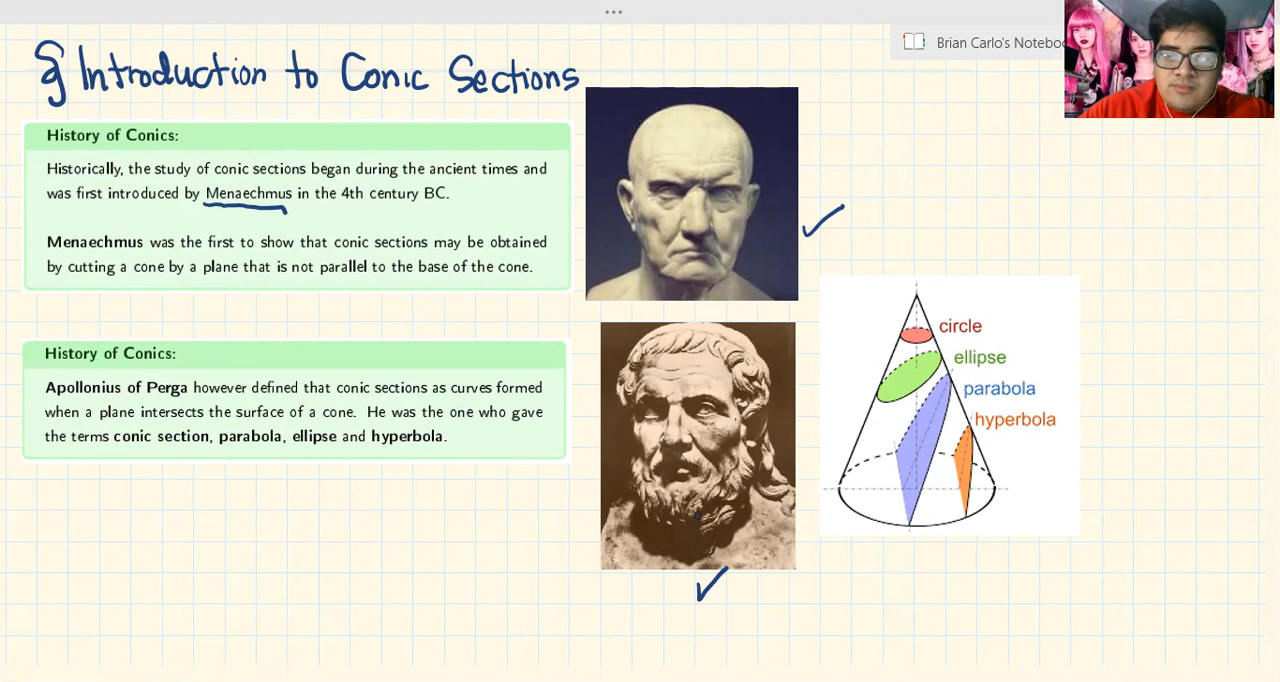 Brian Carlo's Noteboo
§ Introduction to Conic Sections
History of Conics:
Historically, the study of conic sections began during the ancient times and
was first introduced by Menaechmus in the 4th century BC.
Menaechmus was the first to show that conic sections may be obtained
by cutting a cone by a plane that is not parallel to the base of the cone.
History of Conics:
Apollonius of Perga however defined that conic sections as curves formed
when a plane intersects the surface of a cone. He was the one who gave
the terms conic section, parabola, ellipse and hyperbola.
circle
ellipse
parabola
hyperbola